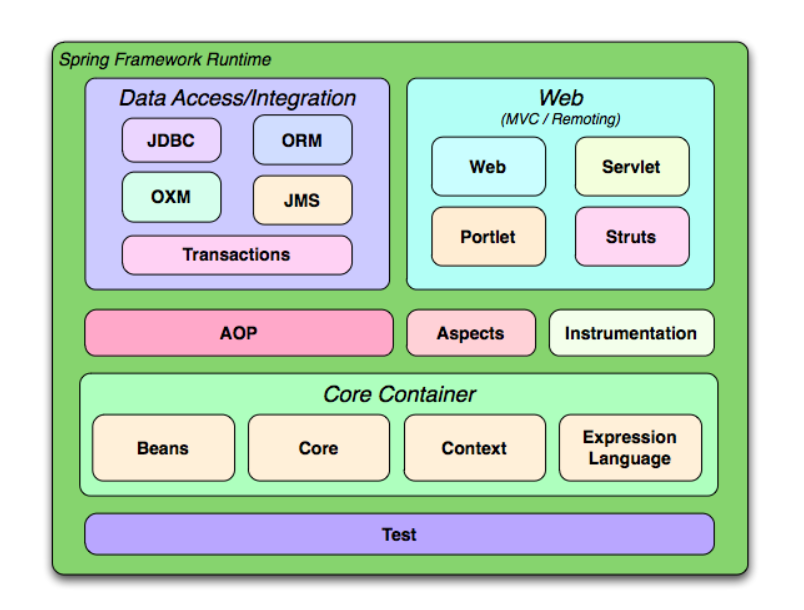 Spring Framework Runtime
Data Access/Integration
JDBC
ORM
OXM
JMS
Transactions
Web
(MVC / Remoting)
Web
Servlet
Portlet
Struts
AOP
Aspects
Instrumentation
Core Container
Beans
Core
Context
Expression
Language
Test